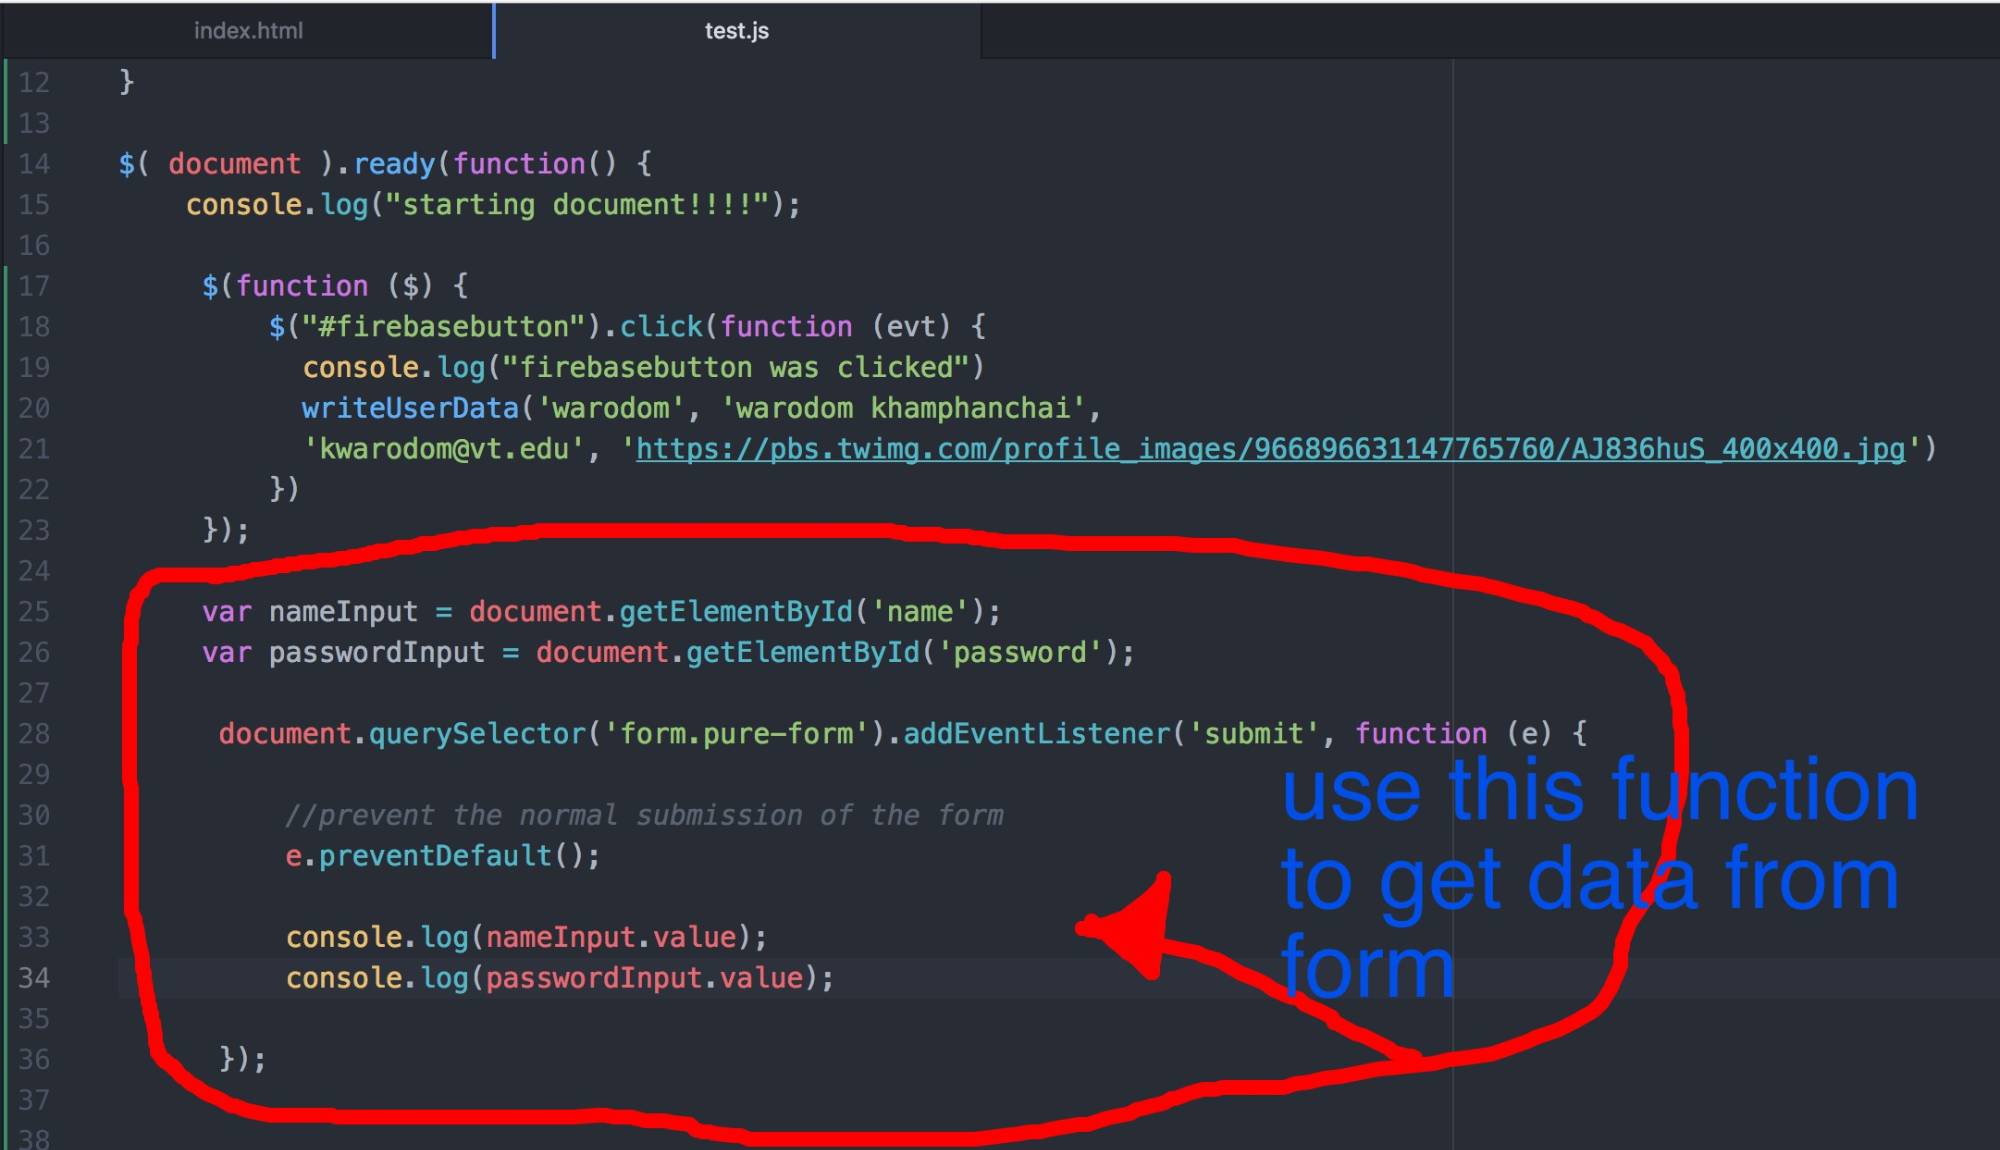 index.html
test.js
12 }
13
14 $( document ).ready(function() {
15 console.log("starting document!!!!");
16
17 $(function ($) {
18 $("#firebasebutton").click(function (evt) {
19 console.log("firebasebutton was clicked")
20 writeUserData('warodom', 'warodom khamphanchai',
21 'kwarodom@vt.edu', 'https://pbs.twimg.com/profile_images/966896631147765760/AJ836huS_400x400.jpg')
22 })
23 });
24
25 var nameInput = document.getElementById('name');
26 var passwordInput = document.getElementById('password');
27
28 document.querySelector('form.pure-form').addEventListener('submit', function (e) {
29
30 //prevent the normal submission of the form
31 e.preventDefault();
32
33 console.log(nameInput.value);
34 console.log(passwordInput.value);
35
36 });
37
38
use this function
to get data from
form